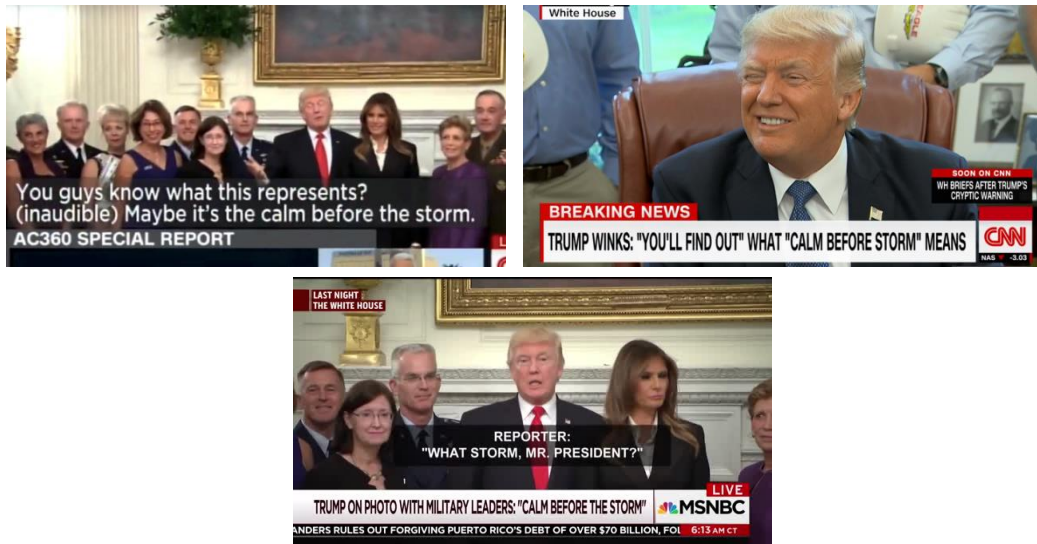 You guys know what this represents?
(inaudible) Maybe it's the calm before the storm.
AC360 SPECIAL REPORT
White House
SOON ON CNN
WH BRIEFS AFTER TRUMP'S
CRYPTIC WARNING
BREAKING NEWS
TRUMP WINKS: "YOU'LL FIND OUT" WHAT "CALM BEFORE STORM" MEANS
CNN
NAS -3.03
LAST NIGHT
THE WHITE HOUSE
REPORTER:
"WHAT STORM, MR. PRESIDENT?"
LIVE
TRUMP ON PHOTO WITH MILITARY LEADERS: "CALM BEFORE THE STORM"
MSNBC
ANDERS RULES OUT FORGIVING PUERTO RICO'S DEBT OF OVER $70 BILLION, FOL
6:13 AM CT